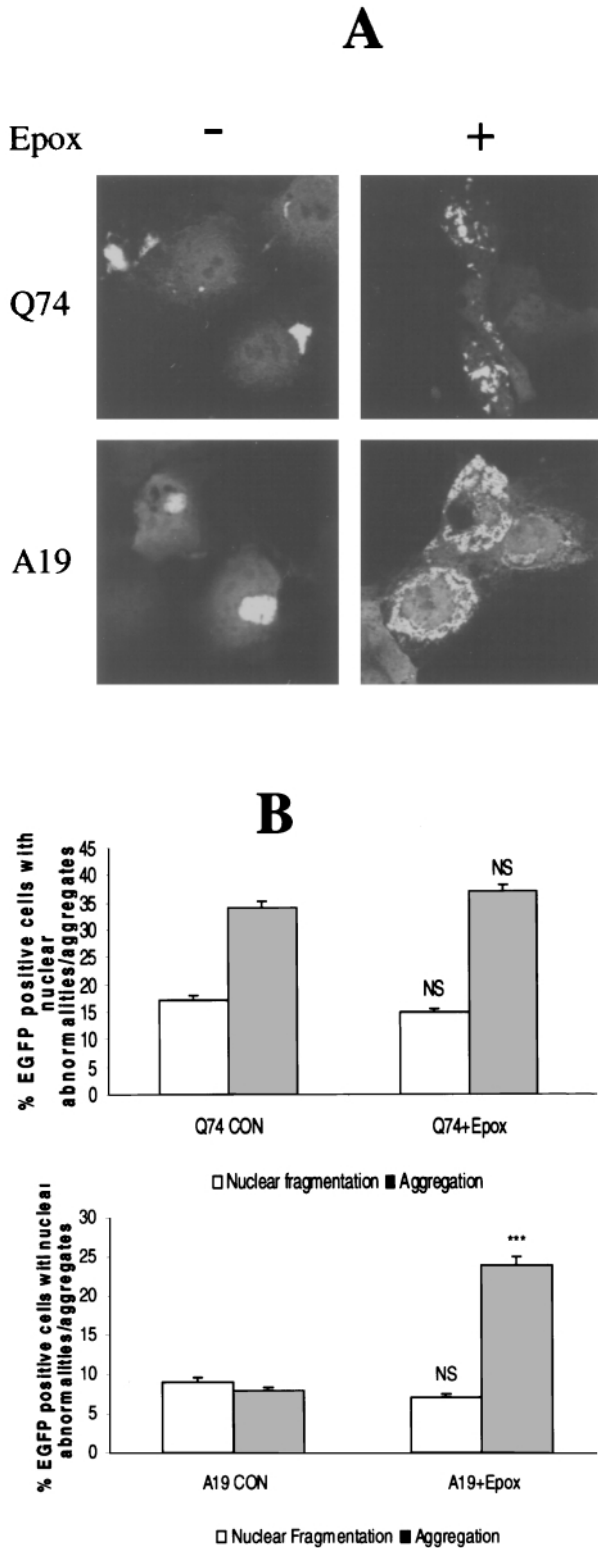 A
Epox - +
Q74
A19
B
% EGFP positive cells with nuclear abnormalities/aggregates
45
40
35
30
25
20
15
10
5
0
NS
NS
Q74 CON Q74+Epox
Nuclear fragmentation Aggregation
% EGFP positive cells with nuclear abnormalities/aggregates
30
25
20
15
10
5
0
***
NS
A19 CON A19+Epox
Nuclear Fragmentation Aggregation